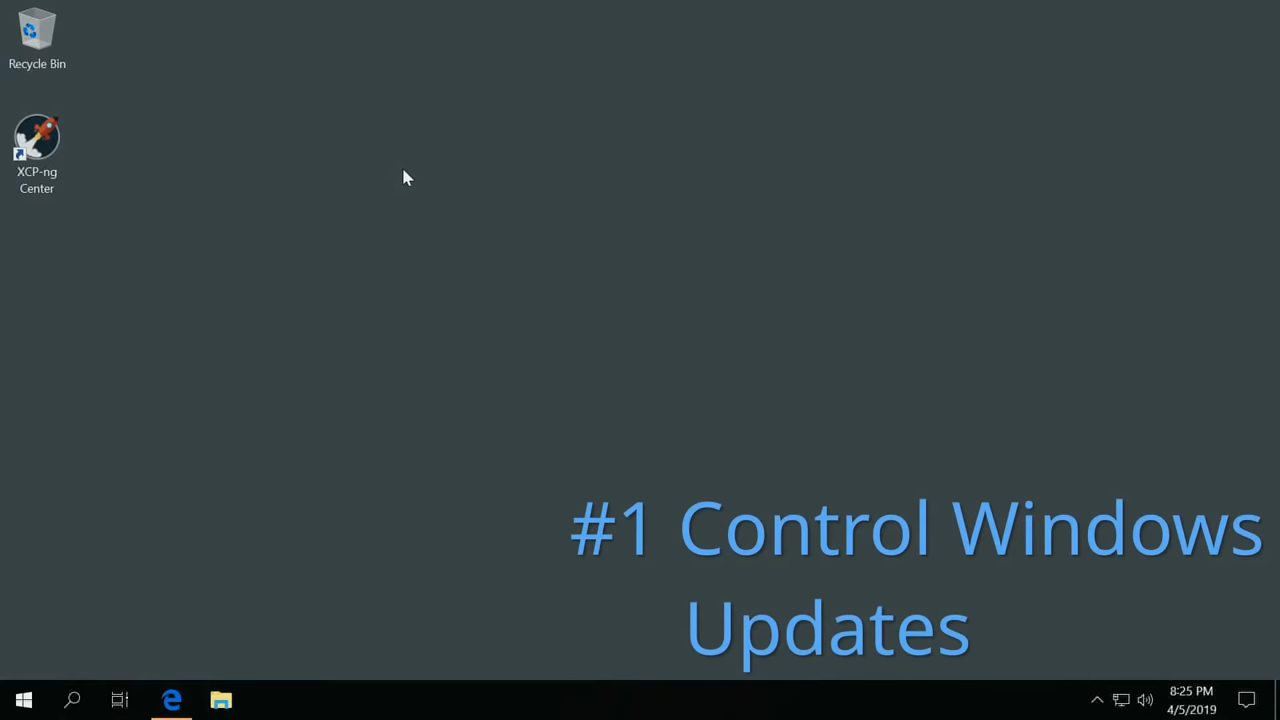 Recycle Bin
XCP-ng
Center
#1 Control Windows
Updates
8:25 PM
4/5/2019